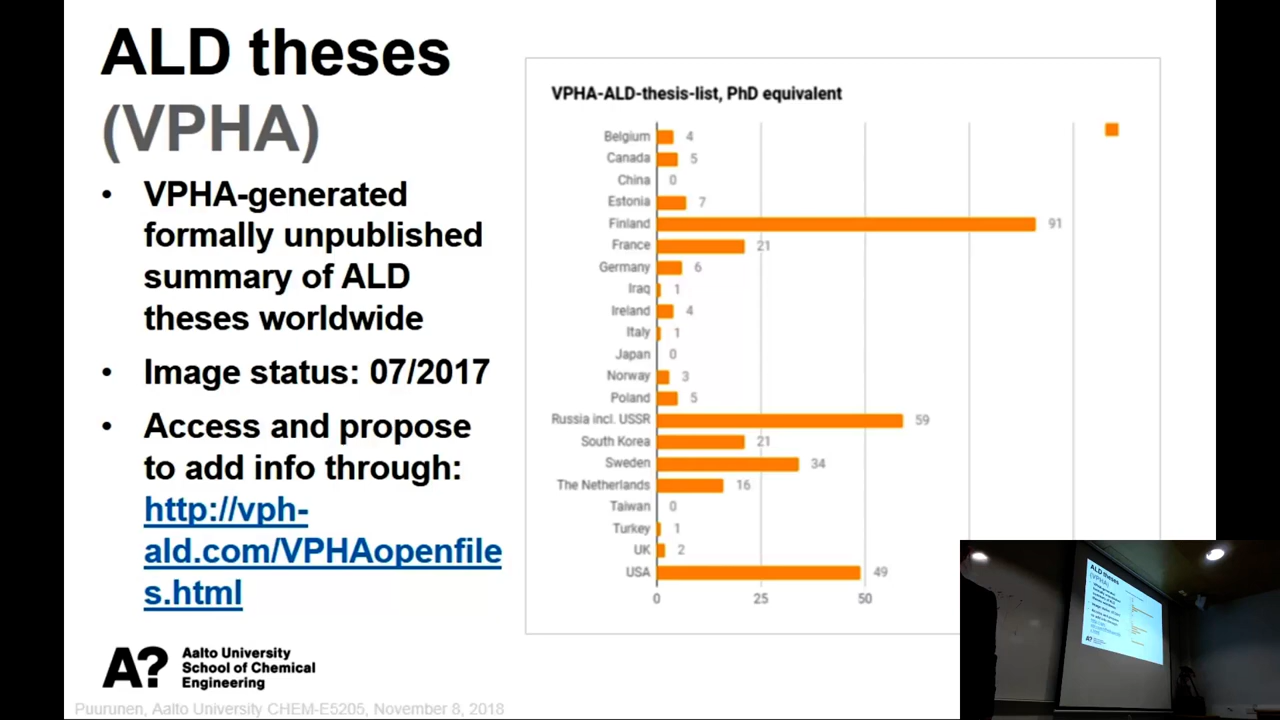 ALD theses
(VPHA)
• VPHA-generated
formally unpublished
summary of ALD
theses worldwide
• Image status: 07/2017
• Access and propose
to add info through:
http://vph-
ald.com/VPHAopenfile
s.html
VPHA-ALD-thesis-list, PhD equivalent
Belgium 4
Canada 5
China 0
Estonia 7
Finland 91
France 21
Germany 6
Iraq 1
Ireland 4
Italy 1
Japan 0
Norway 3
Poland 5
Russia incl. USSR 59
South Korea 21
Sweden 34
The Netherlands 16
Taiwan 0
Turkey 1
UK 2
USA 49
0 25 50
A?
Aalto University
School of Chemical
Engineering
Puurunen, Aalto University CHEM-E5205, November 8, 2018
ALD theses
(VPHA)